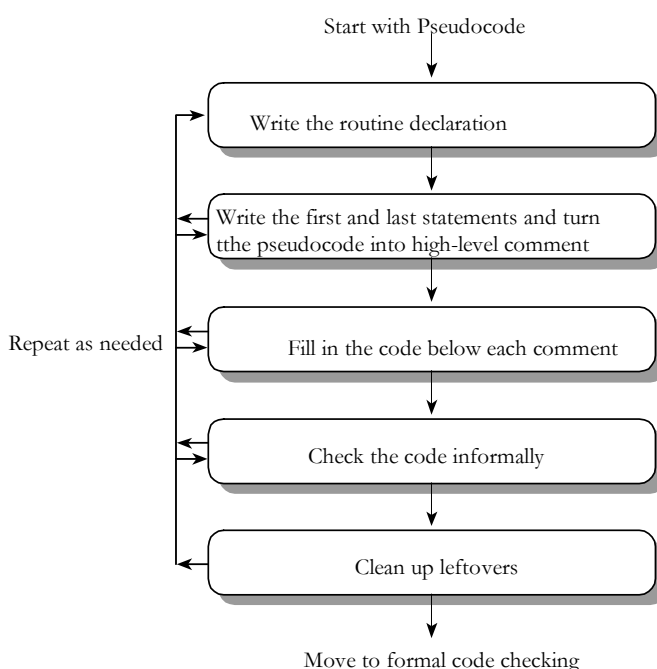 Start with Pseudocode
Write the routine declaration
Write the first and last statements and turn
tthe pseudocode into high-level comment
Repeat as needed
Fill in the code below each comment
Check the code informally
Clean up leftovers
Move to formal code checking